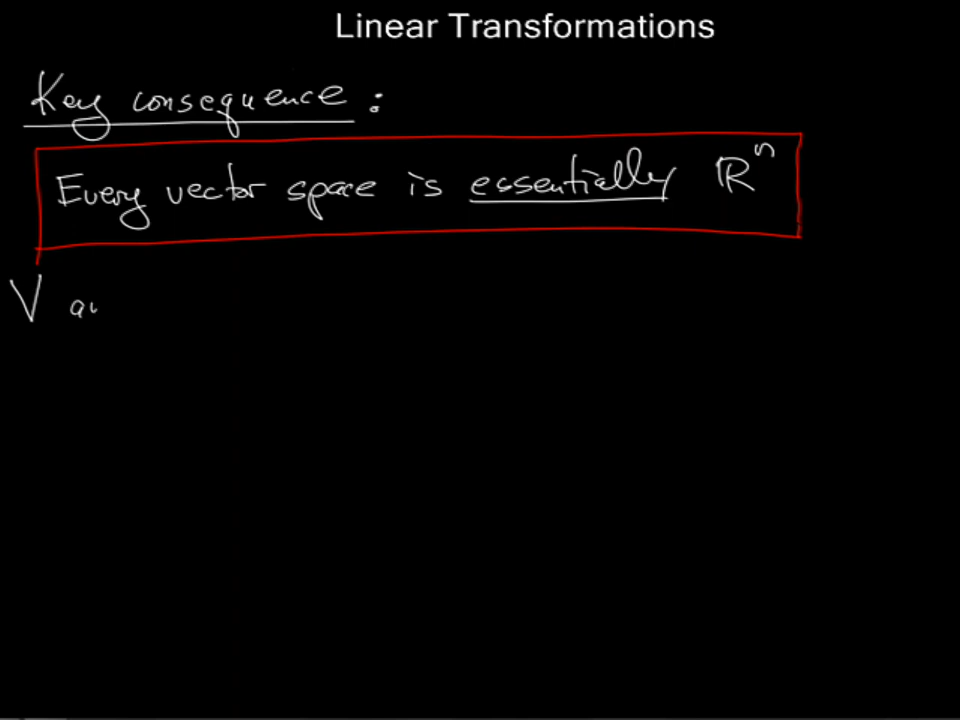 Linear Transformations
Key consequence :
Every vector space is essentially ℝⁿ
V